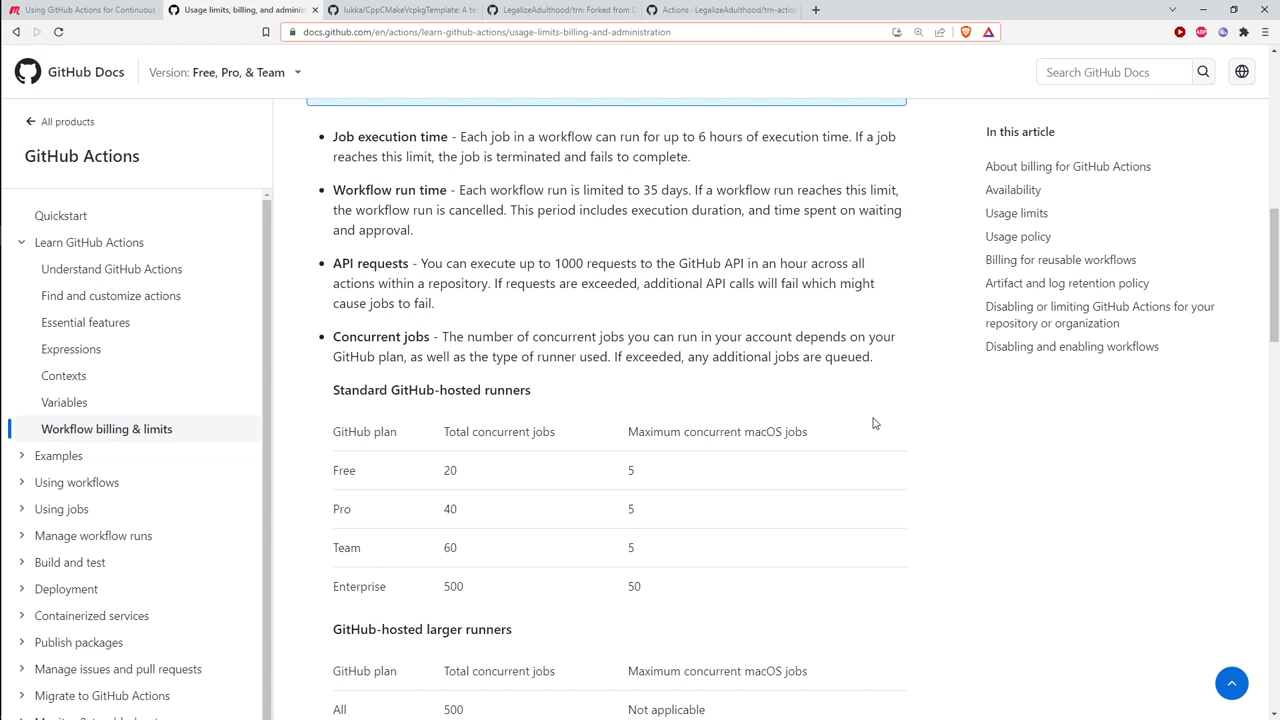 Using GitHub Actions for Continuous
Usage limits, billing, and adminis
lukka/CppCMakeVcpkgTemplate: A te
LegalizeAdulthood/trn: Forked from C
Actions · LegalizeAdulthood/trn-actio
docs.github.com/en/actions/learn-github-actions/usage-limits-billing-and-administration
GitHub Docs
Version: Free, Pro, & Team
Search GitHub Docs
All products
GitHub Actions
Quickstart
Learn GitHub Actions
Understand GitHub Actions
Find and customize actions
Essential features
Expressions
Contexts
Variables
Workflow billing & limits
Examples
Using workflows
Using jobs
Manage workflow runs
Build and test
Deployment
Containerized services
Publish packages
Manage issues and pull requests
Migrate to GitHub Actions
Job execution time - Each job in a workflow can run for up to 6 hours of execution time. If a job
reaches this limit, the job is terminated and fails to complete.
Workflow run time - Each workflow run is limited to 35 days. If a workflow run reaches this limit,
the workflow run is cancelled. This period includes execution duration, and time spent on waiting
and approval.
API requests - You can execute up to 1000 requests to the GitHub API in an hour across all
actions within a repository. If requests are exceeded, additional API calls will fail which might
cause jobs to fail.
Concurrent jobs - The number of concurrent jobs you can run in your account depends on your
GitHub plan, as well as the type of runner used. If exceeded, any additional jobs are queued.
Standard GitHub-hosted runners
GitHub plan Total concurrent jobs Maximum concurrent macOS jobs
Free 20 5
Pro 40 5
Team 60 5
Enterprise 500 50
GitHub-hosted larger runners
GitHub plan Total concurrent jobs Maximum concurrent macOS jobs
All 500 Not applicable
In this article
About billing for GitHub Actions
Availability
Usage limits
Usage policy
Billing for reusable workflows
Artifact and log retention policy
Disabling or limiting GitHub Actions for your
repository or organization
Disabling and enabling workflows